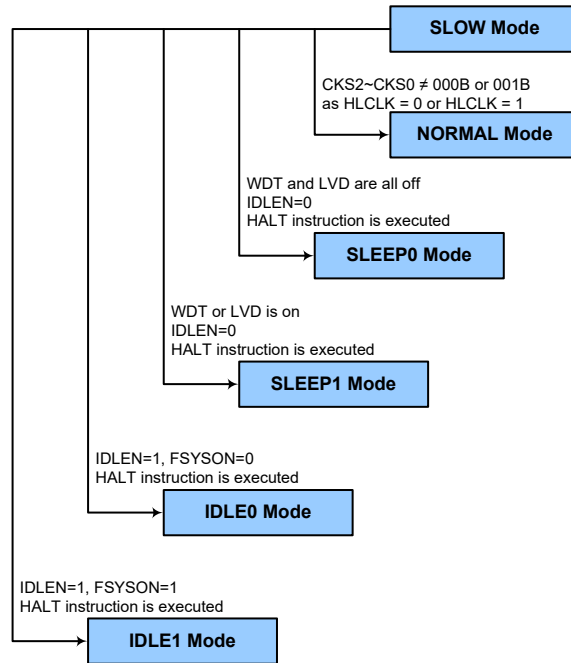 SLOW Mode
CKS2~CKS0 ≠ 000B or 001B
as HLCLK = 0 or HLCLK = 1
NORMAL Mode
WDT and LVD are all off
IDLEN=0
HALT instruction is executed
SLEEP0 Mode
WDT or LVD is on
IDLEN=0
HALT instruction is executed
SLEEP1 Mode
IDLEN=1, FSYSON=0
HALT instruction is executed
IDLE0 Mode
IDLEN=1, FSYSON=1
HALT instruction is executed
IDLE1 Mode